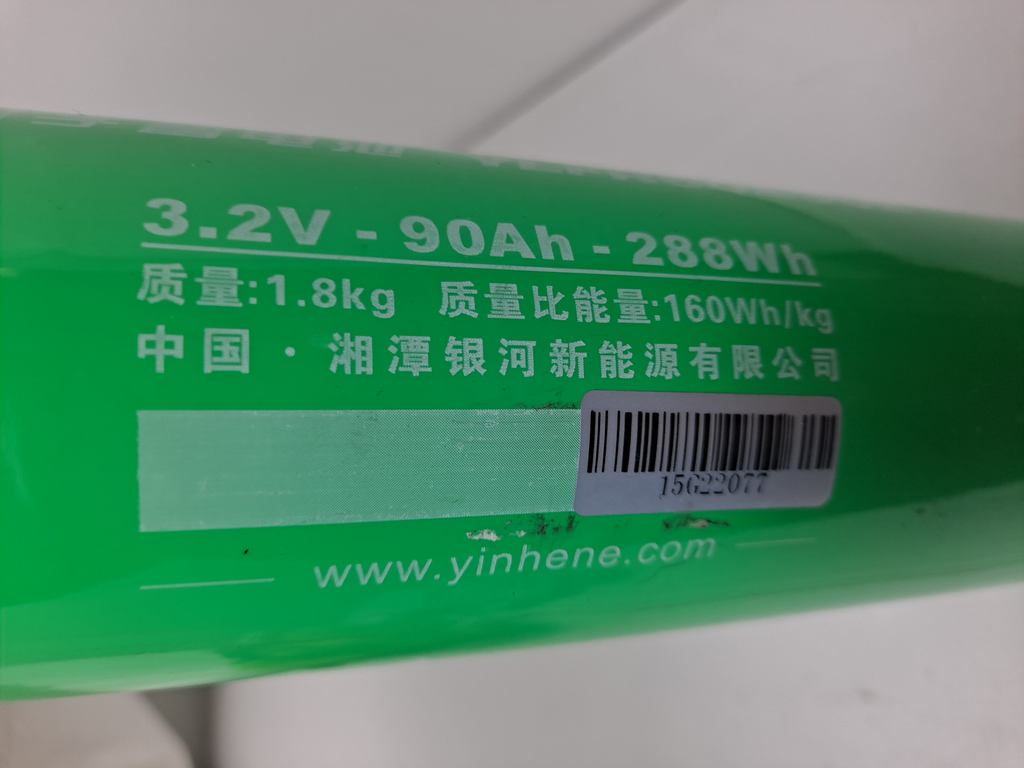 3.2V - 90Ah - 288Wh
质量:1.8kg 质量比能量:160Wh/kg
中国·湘潭银河新能源有限公司
15G22077
www.yinhene.com